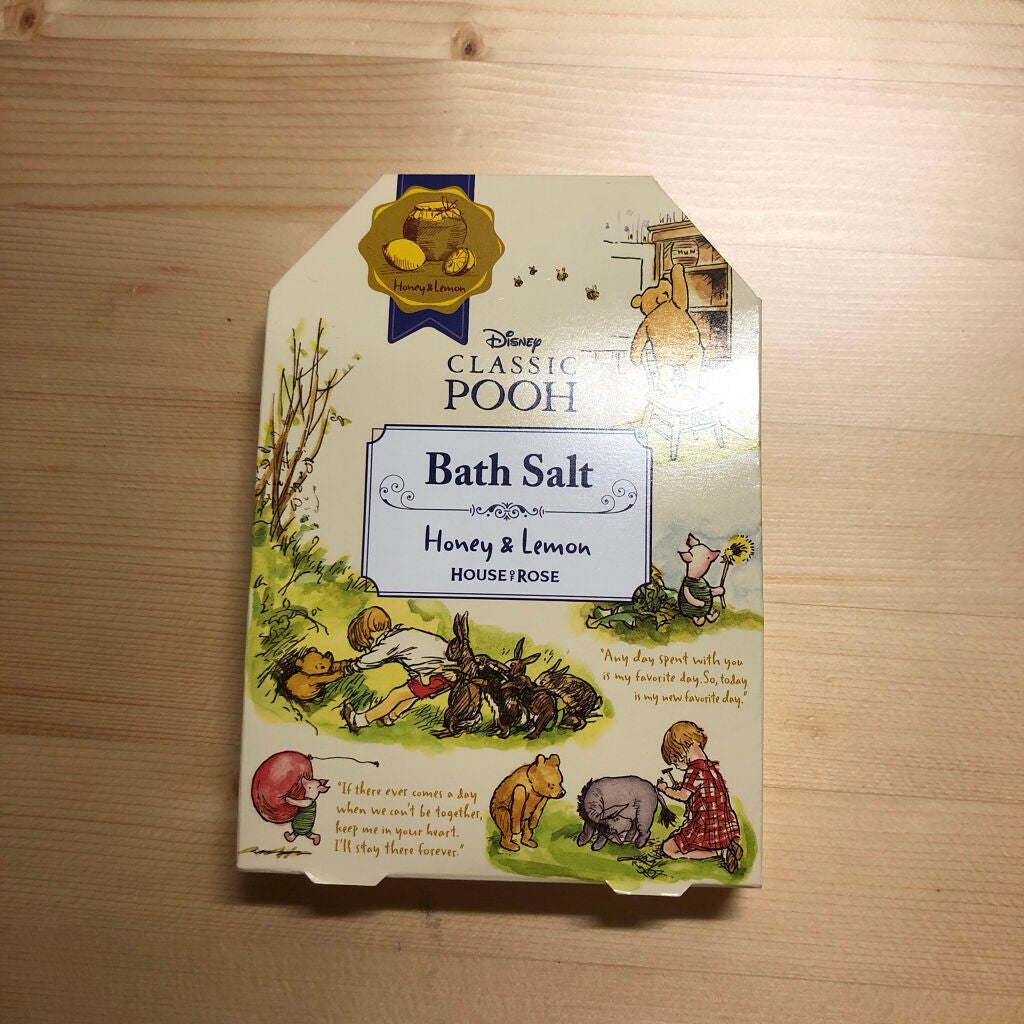 Honey & Lemon
HUN
Disney
CLASSIC
POOH
Bath Salt
Honey & Lemon
HOUSE OF ROSE
"Any day spent with you
is my favorite day. So, today
is my new favorite day."
"If there ever comes a day
when we can't be together,
keep me in your heart.
I'll stay there forever."